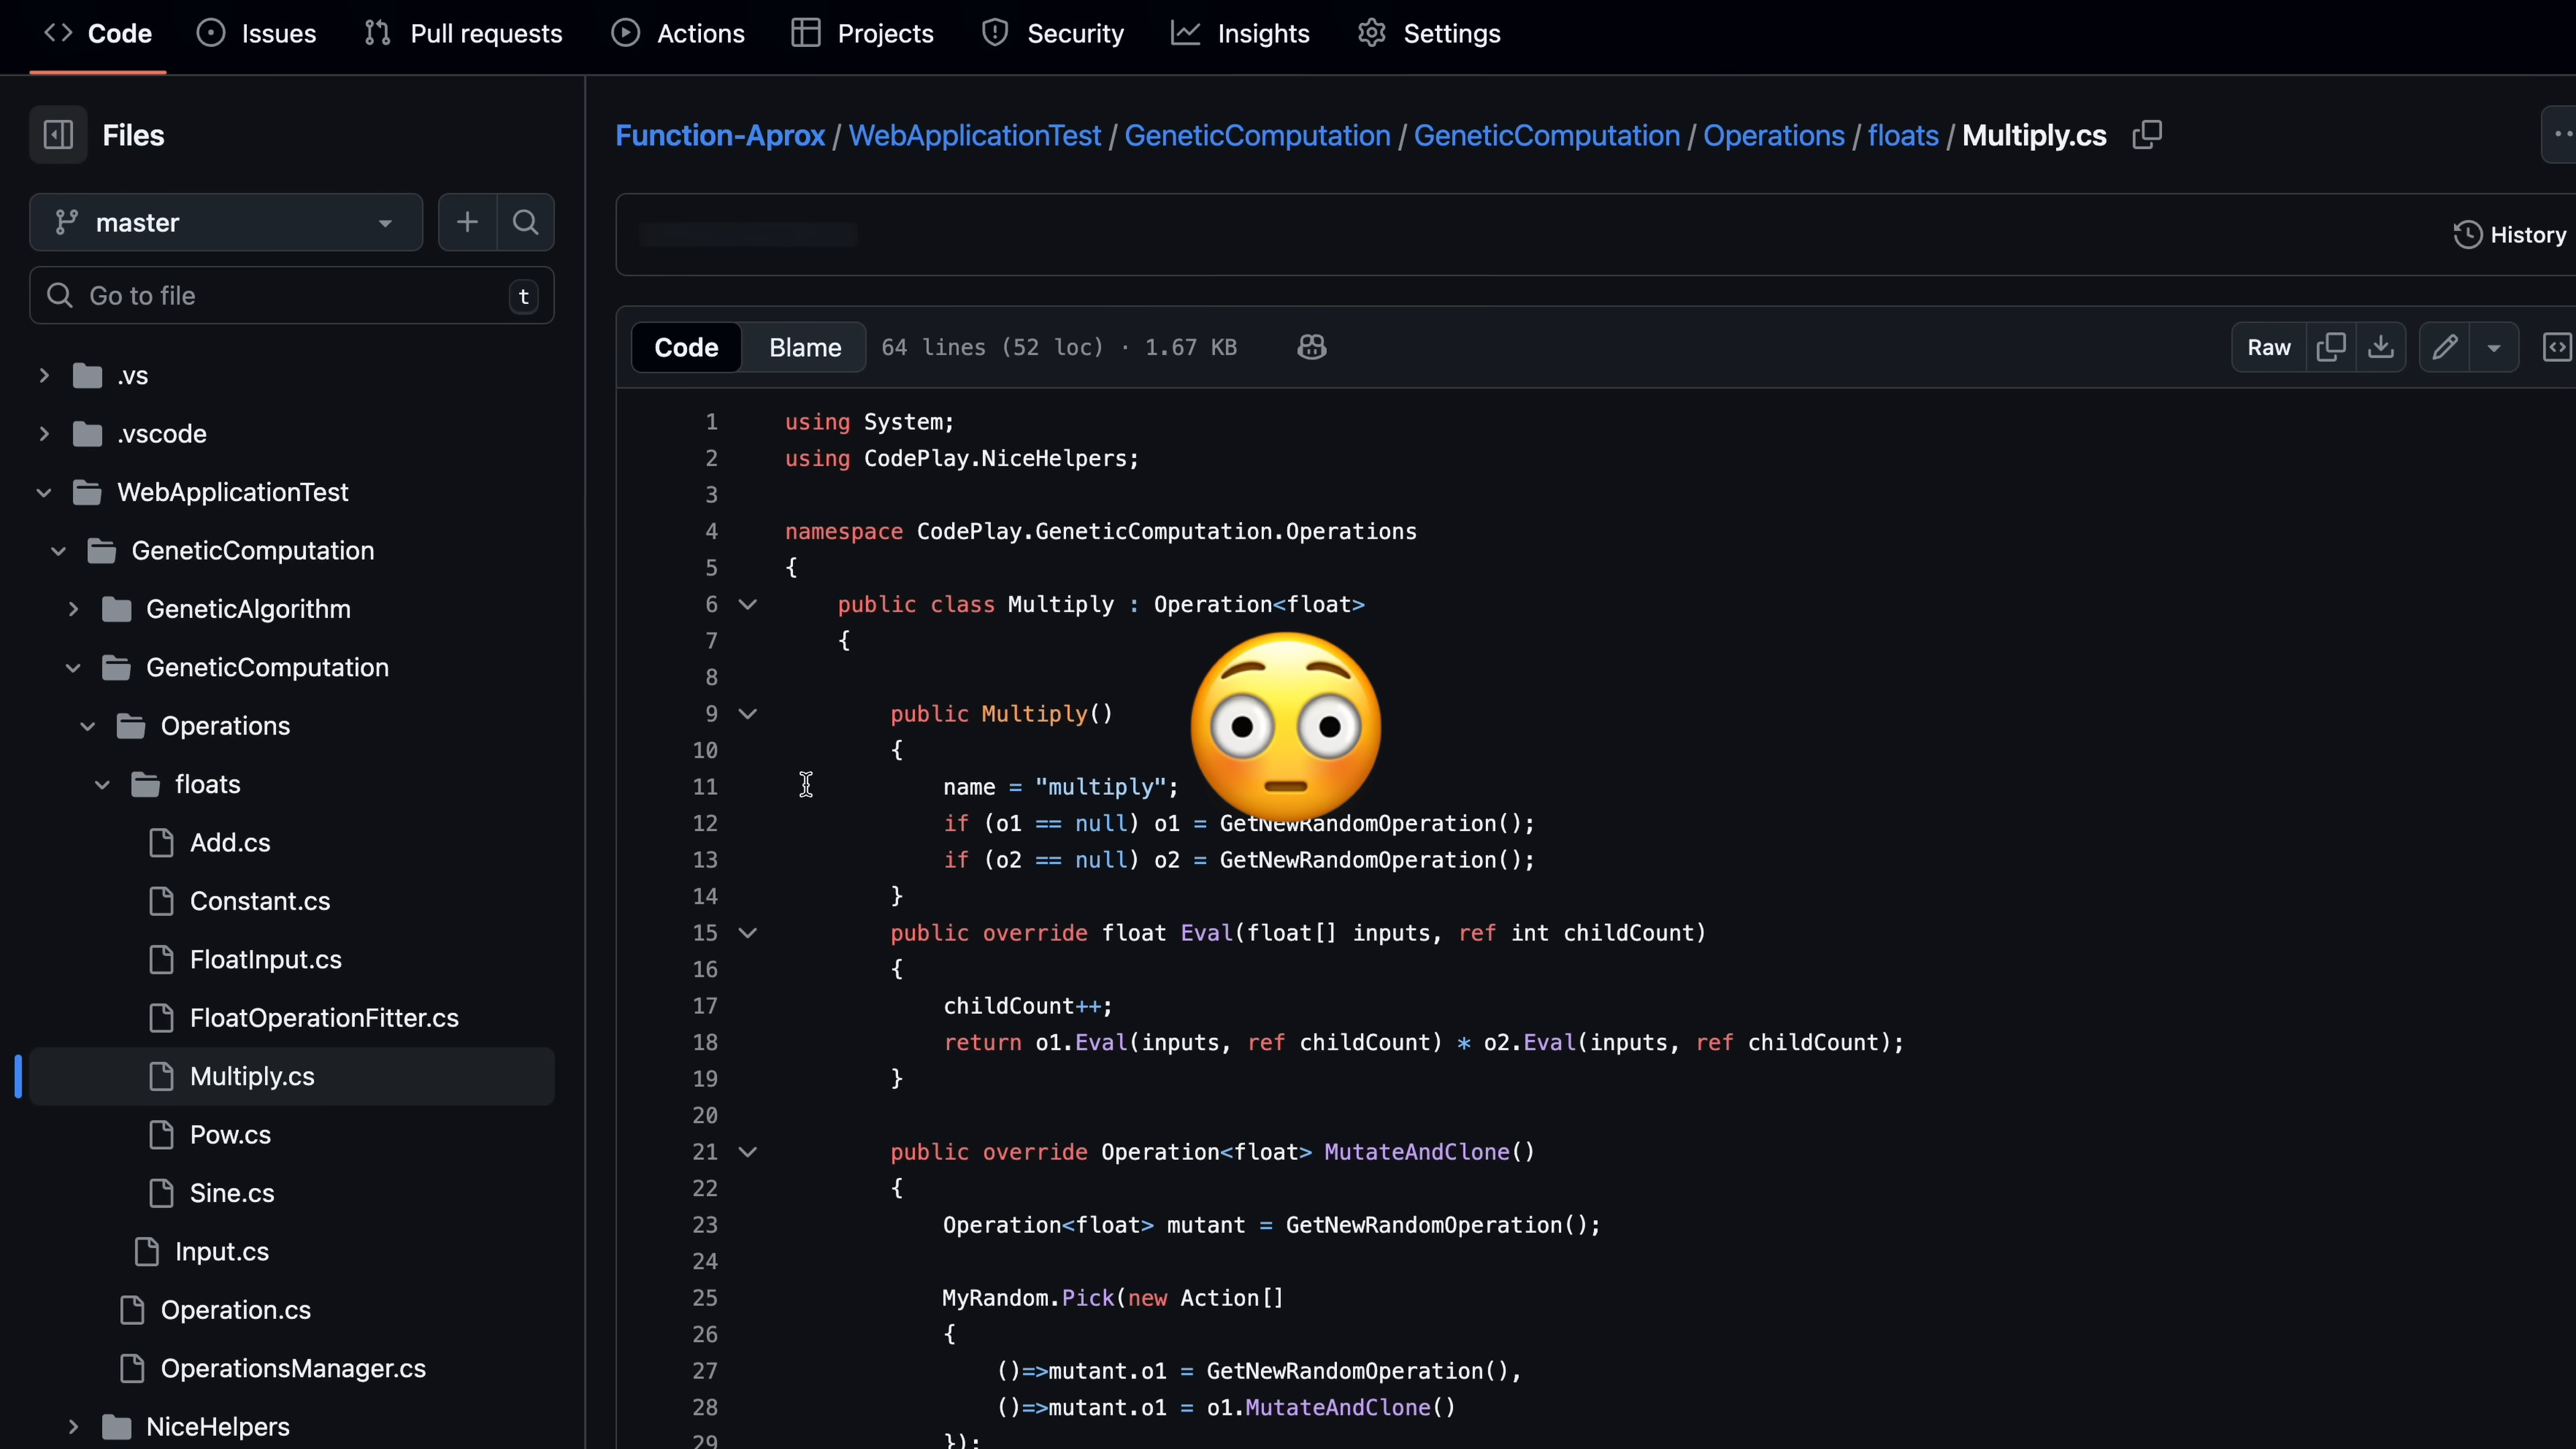 Code Issues Pull requests Actions Projects Security Insights Settings
Files
master
Go to file t
.vs
.vscode
WebApplicationTest
GeneticComputation
GeneticAlgorithm
GeneticComputation
Operations
floats
Add.cs
Constant.cs
FloatInput.cs
FloatOperationFitter.cs
Multiply.cs
Pow.cs
Sine.cs
Input.cs
Operation.cs
OperationsManager.cs
NiceHelpers
Function-Aprox / WebApplicationTest / GeneticComputation / GeneticComputation / Operations / floats / Multiply.cs
History
Code Blame 64 lines (52 loc) · 1.67 KB Raw
1 using System;
2 using CodePlay.NiceHelpers;
3
4 namespace CodePlay.GeneticComputation.Operations
5 {
6 public class Multiply : Operation<float>
7 {
8
9 public Multiply()
10 {
11 name = "multiply";
12 if (o1 == null) o1 = GetNewRandomOperation();
13 if (o2 == null) o2 = GetNewRandomOperation();
14 }
15 public override float Eval(float[] inputs, ref int childCount)
16 {
17 childCount++;
18 return o1.Eval(inputs, ref childCount) * o2.Eval(inputs, ref childCount);
19 }
20
21 public override Operation<float> MutateAndClone()
22 {
23 Operation<float> mutant = GetNewRandomOperation();
24
25 MyRandom.Pick(new Action[]
26 {
27 ()=>mutant.o1 = GetNewRandomOperation(),
28 ()=>mutant.o1 = o1.MutateAndClone()
29 });